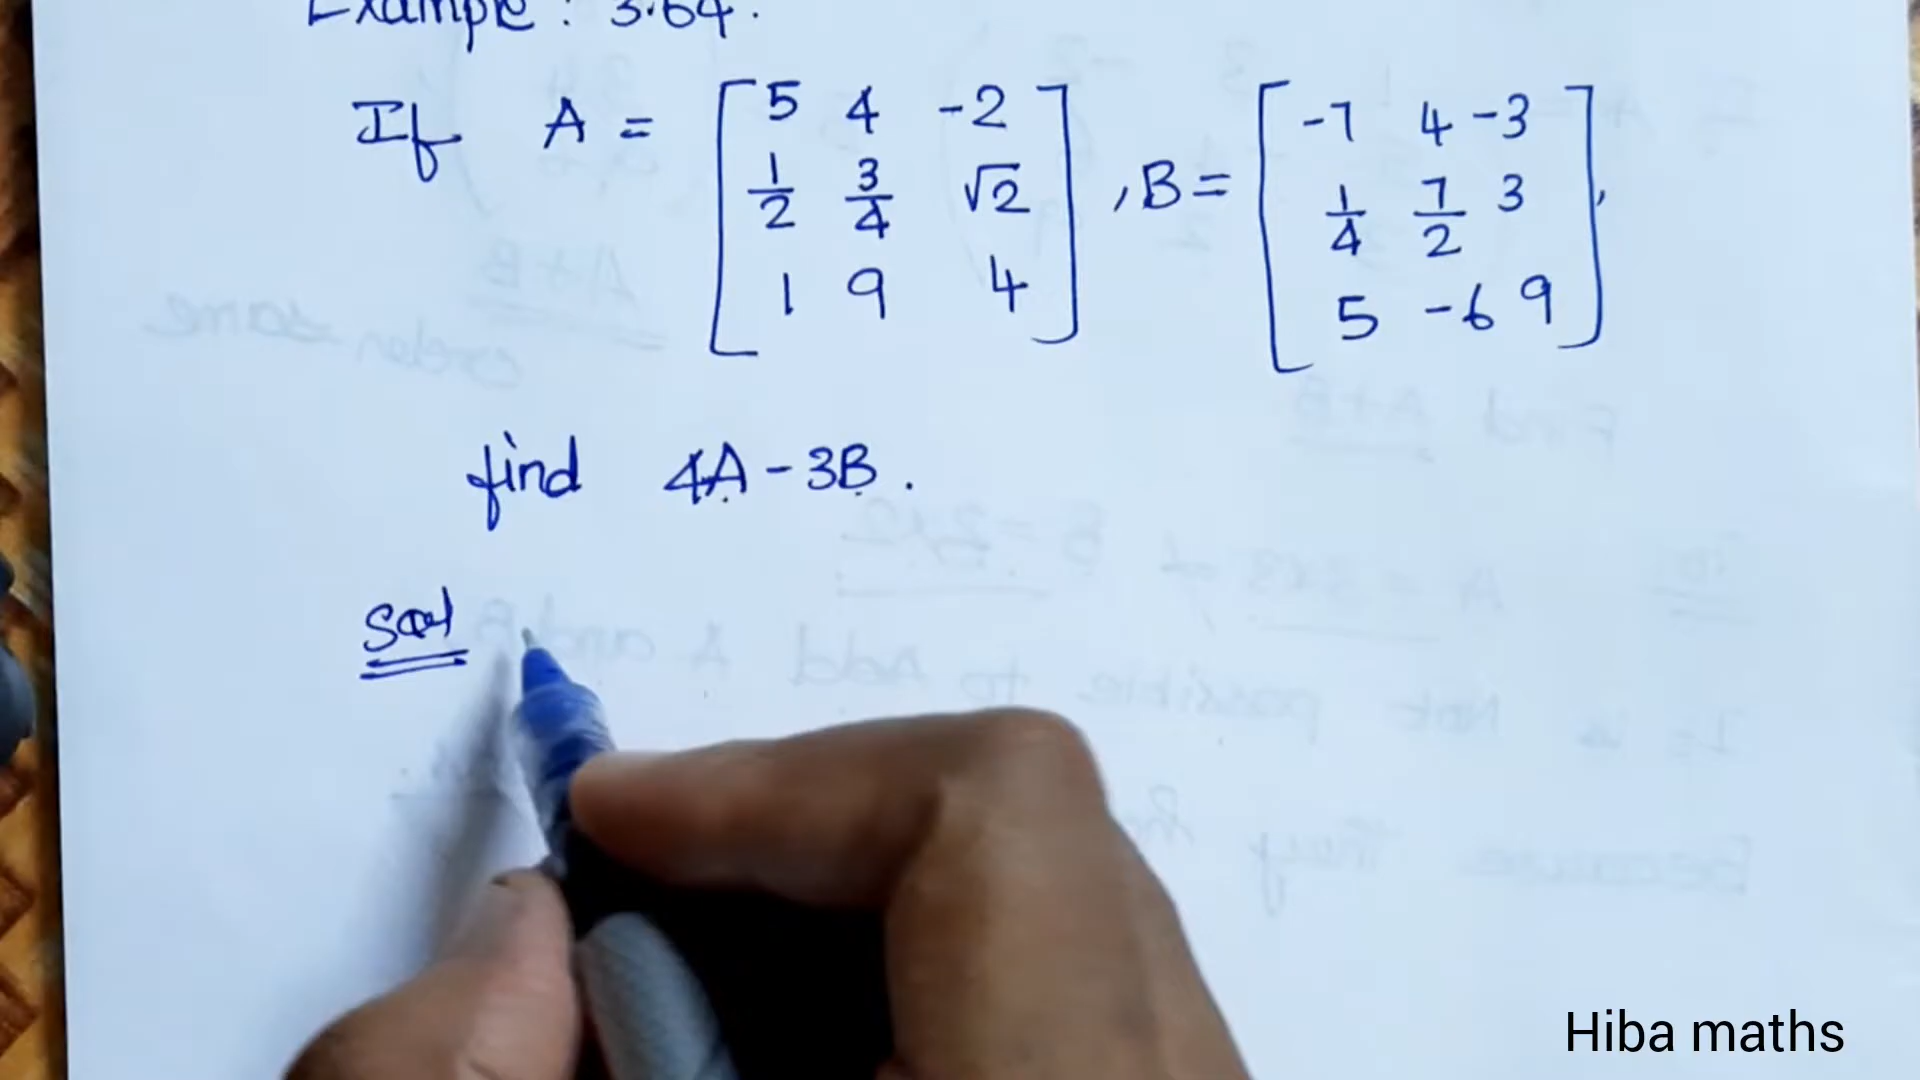 Example : 3.64.
If A = [ 5 4 -2
1/2 3/4 √2
1 9 4 ] , B = [ -7 4 -3
1/4 7/2 3
5 -6 9 ] ,
find 4A - 3B .
Sol
Hiba maths